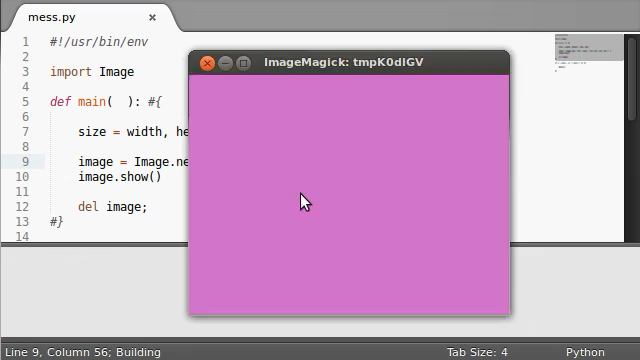 mess.py ×
1 #!/usr/bin/env
2
3 import Image
4
5 def main(  ): #{
6
7 size = width, he
8
9 image = Image.ne
10 image.show()
11
12 del image;
13 #}
14
ImageMagick: tmpK0dIGV
Line 9, Column 56; Building Tab Size: 4 Python